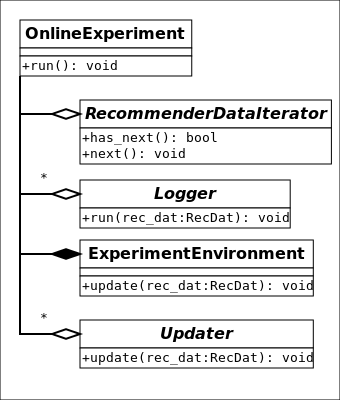 OnlineExperiment
+run(): void
RecommenderDataIterator
+has_next(): bool
+next(): void
*
Logger
+run(rec_dat:RecDat): void
ExperimentEnvironment
+update(rec_dat:RecDat): void
*
Updater
+update(rec_dat:RecDat): void